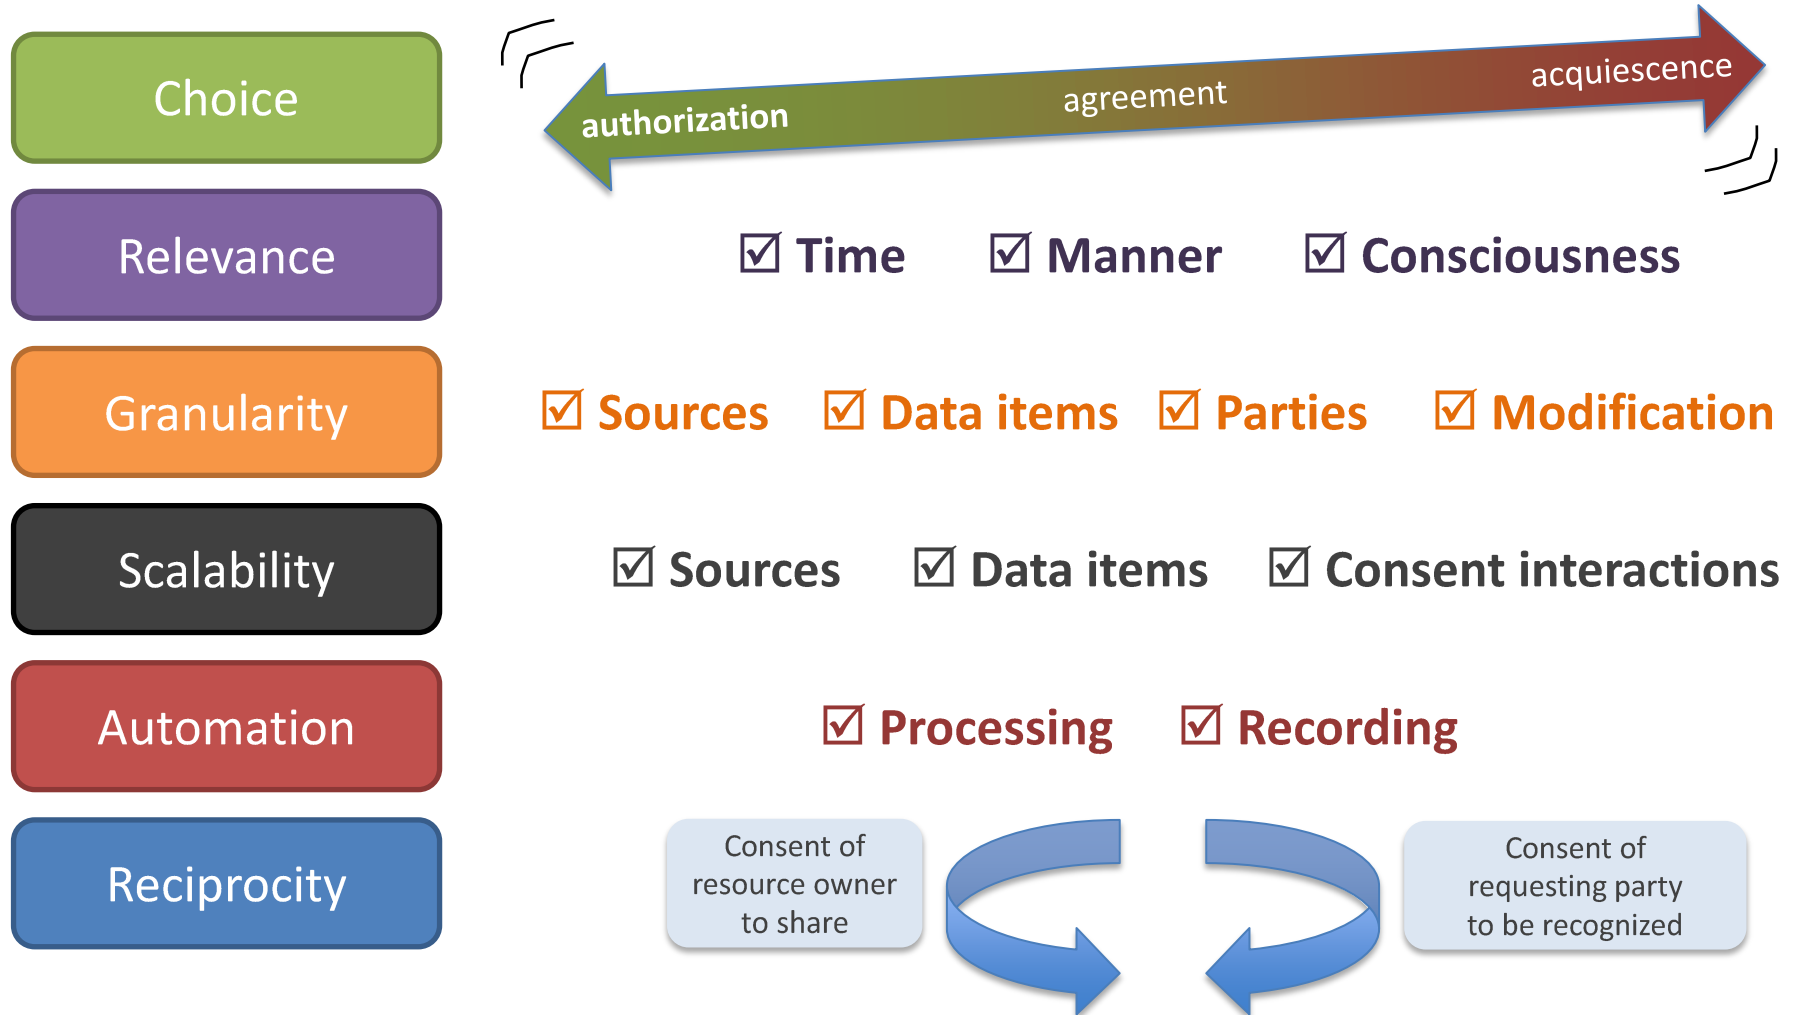 Choice
authorization
agreement
acquiescence
Relevance
☑ Time ☑ Manner ☑ Consciousness
Granularity
☑ Sources ☑ Data items ☑ Parties ☑ Modification
Scalability
☑ Sources ☑ Data items ☑ Consent interactions
Automation
☑ Processing ☑ Recording
Reciprocity
Consent of
resource owner
to share
Consent of
requesting party
to be recognized